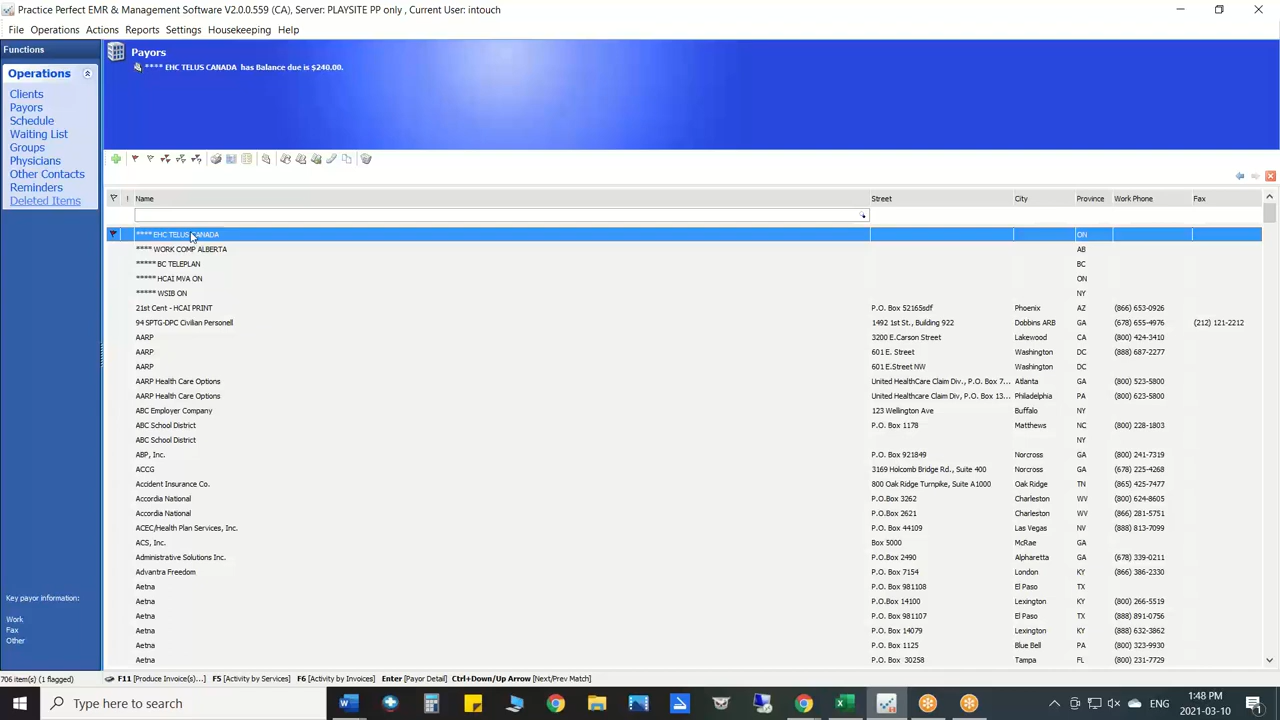 Practice Perfect EMR & Management Software V2.0.0.559 (CA), Server: PLAYSITE PP only , Current User: intouch
File Operations Actions Reports Settings Housekeeping Help
Functions
Operations
Clients
Payors
Schedule
Waiting List
Groups
Physicians
Other Contacts
Reminders
Deleted Items
Key payor information:
Work
Fax
Other
Payors
**** EHC TELUS CANADA has Balance due is $240.00.
! Name Street City Province Work Phone Fax
**** EHC TELUS CANADA ON
**** WORK COMP ALBERTA AB
***** BC TELEPLAN BC
***** HCAI MVA ON ON
***** WSIB ON NY
21st Cent - HCAI PRINT P.O. Box 52165sdf Phoenix AZ (866) 653-0926
94 SPTG-DPC Civilian Personell 1492 1st St., Building 922 Dobbins ARB GA (678) 655-4976 (212) 121-2212
AARP 3200 E.Carson Street Lakewood CA (800) 424-3410
AARP 601 E. Street Washington DC (888) 687-2277
AARP 601 E.Street NW Washington DC
AARP Health Care Options United HealthCare Claim Div., P.O. Box 7... Atlanta GA (800) 523-5800
AARP Health Care Options United Healthcare Claim Div, P.O. Box 13... Philadelphia PA (800) 623-5800
ABC Employer Company 123 Wellington Ave Buffalo NY
ABC School District P.O. Box 1178 Matthews NC (800) 228-1803
ABC School District NY
ABP, Inc. P.O. Box 921849 Norcross GA (800) 241-7319
ACCG 3169 Holcomb Bridge Rd., Suite 400 Norcross GA (678) 225-4268
Accident Insurance Co. 800 Oak Ridge Turnpike, Suite A1000 Oak Ridge TN (865) 425-7477
Accordia National P.O.Box 3262 Charleston WV (800) 624-8605
Accordia National P.O.Box 2621 Charleston WV (866) 281-5751
ACEC/Health Plan Services, Inc. P.O. Box 44109 Las Vegas NV (888) 813-7099
ACS, Inc. Box 5000 McRae GA
Administrative Solutions Inc. P.O.Box 2490 Alpharetta GA (678) 339-0211
Advantra Freedom P.O. Box 7154 London KY (866) 386-2330
Aetna P.O. Box 981108 El Paso TX
Aetna P.O.Box 14100 Lexington KY (800) 266-5519
Aetna P.O. Box 981107 El Paso TX (800) 891-0756
Aetna P.O. Box 14079 Lexington KY (888) 632-3862
Aetna P.O. Box 1125 Blue Bell PA (800) 323-9930
Aetna P.O. Box 30258 Tampa FL (800) 231-7729
706 item(s) (1 flagged) F11 [Produce Invoice(s)...] F5 [Activity by Services] F6 [Activity by Invoices] Enter [Payor Detail] Ctrl+Down/Up Arrow [Next/Prev Match]
Type here to search
ENG
1:48 PM
2021-03-10
1